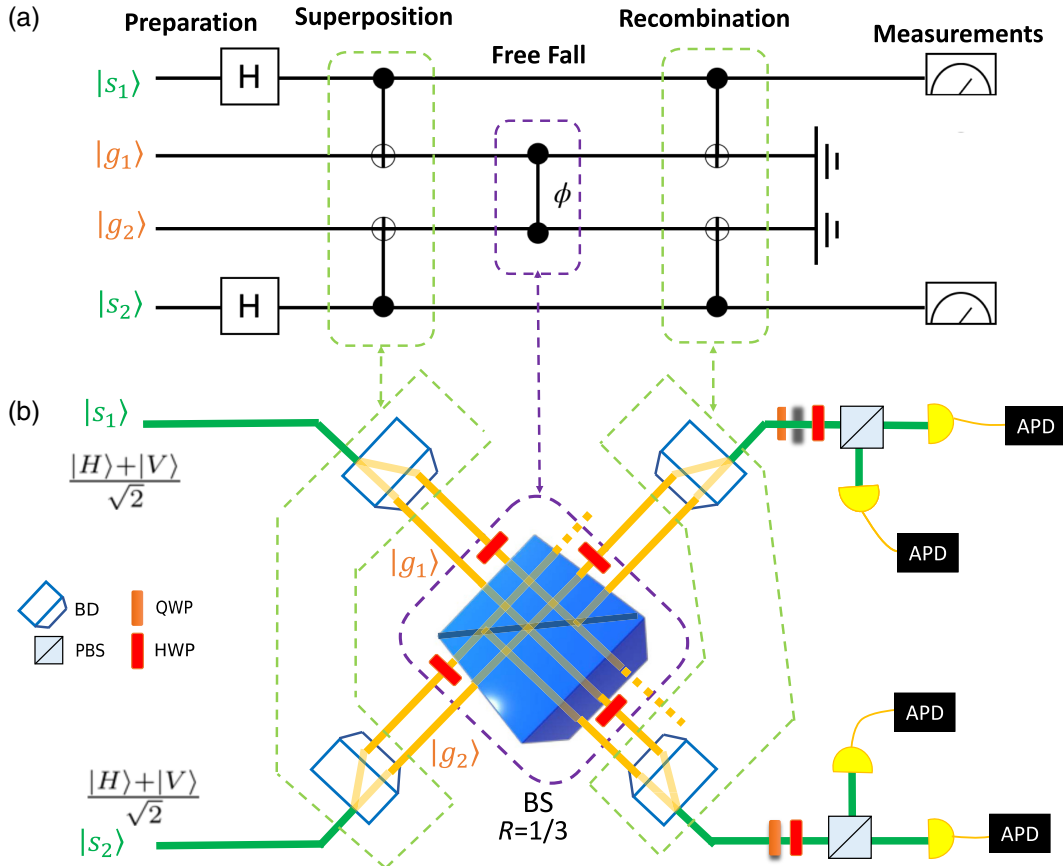 (a)
Preparation
Superposition
Free Fall
Recombination
Measurements
|s₁⟩
H
|g₁⟩
|g₂⟩
ϕ
|s₂⟩
H
(b)
|s₁⟩
|H⟩+|V⟩
√2
|g₁⟩
BD
QWP
PBS
HWP
|g₂⟩
|H⟩+|V⟩
√2
|s₂⟩
BS
R=1/3
APD
APD
APD
APD